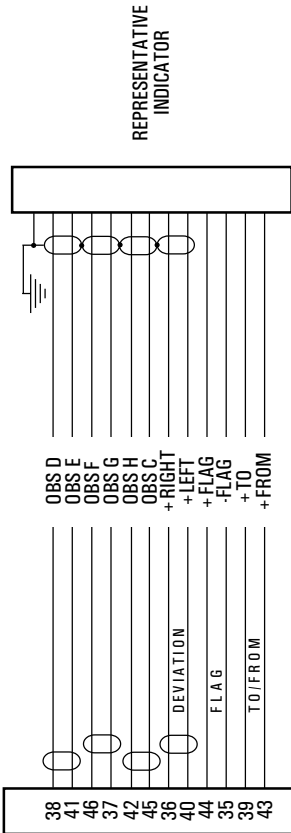 REPRESENTATIVE
INDICATOR
38 OBS D
41 OBS E
46 OBS F
37 OBS G
42 OBS H
45 OBS C
36 + RIGHT
DEVIATION
40 + LEFT
44 + FLAG
FLAG
35 -FLAG
39 + TO
TO/FROM
43 + FROM